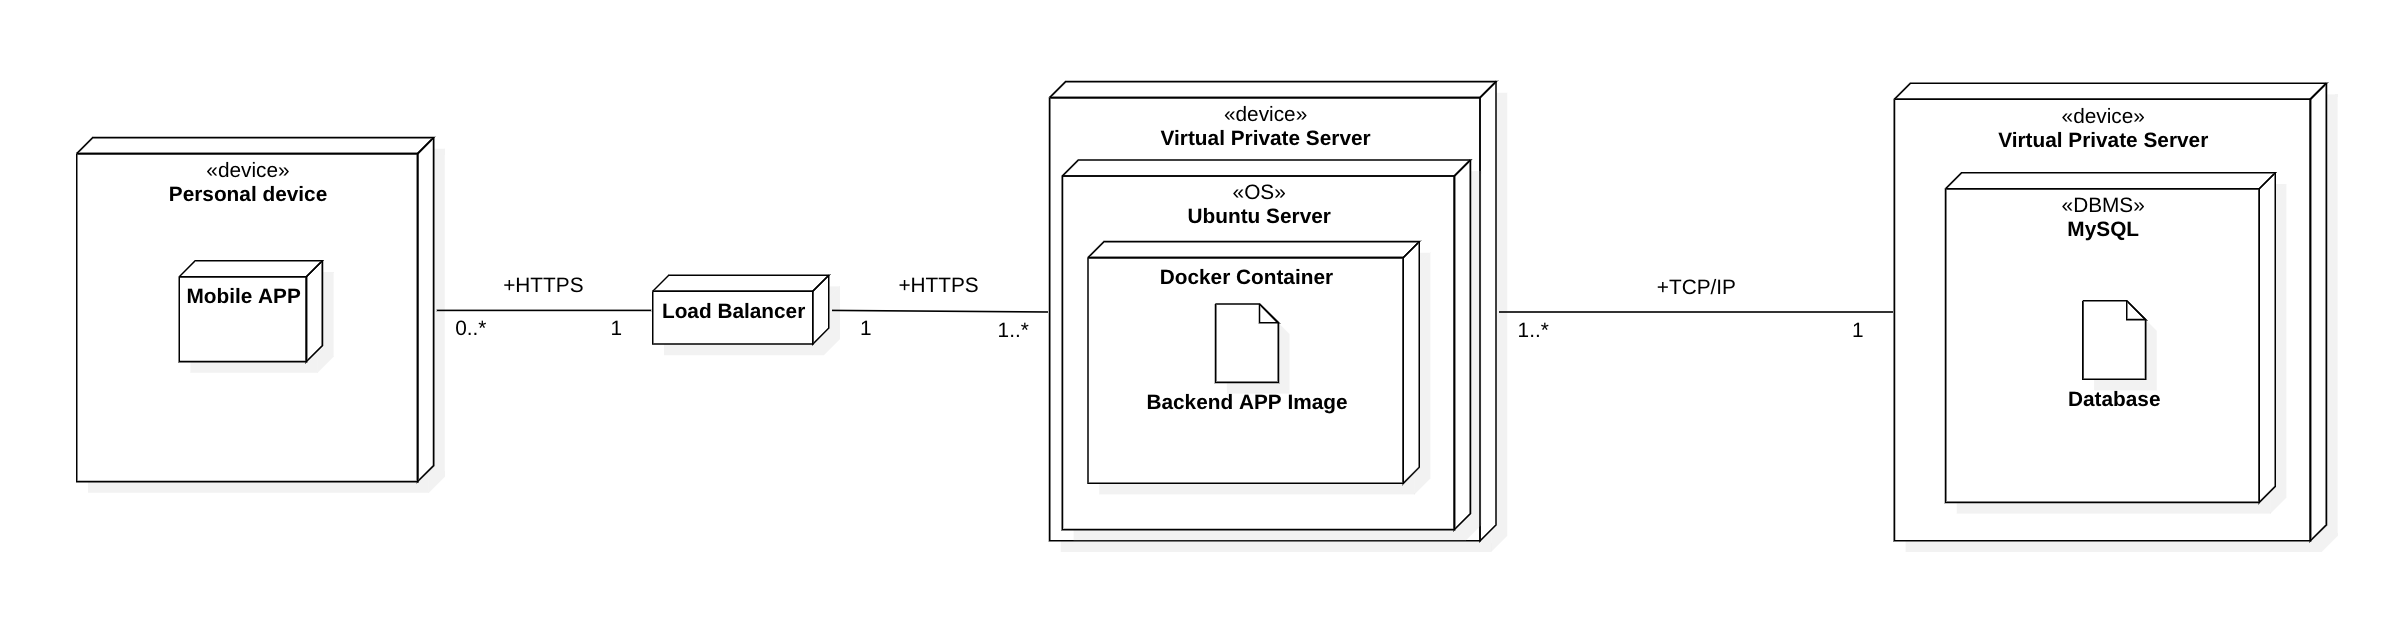 «device»
Personal device
Mobile APP
+HTTPS
0..*
1
Load Balancer
+HTTPS
1
1..*
«device»
Virtual Private Server
«OS»
Ubuntu Server
Docker Container
Backend APP Image
+TCP/IP
1..*
1
«device»
Virtual Private Server
«DBMS»
MySQL
Database